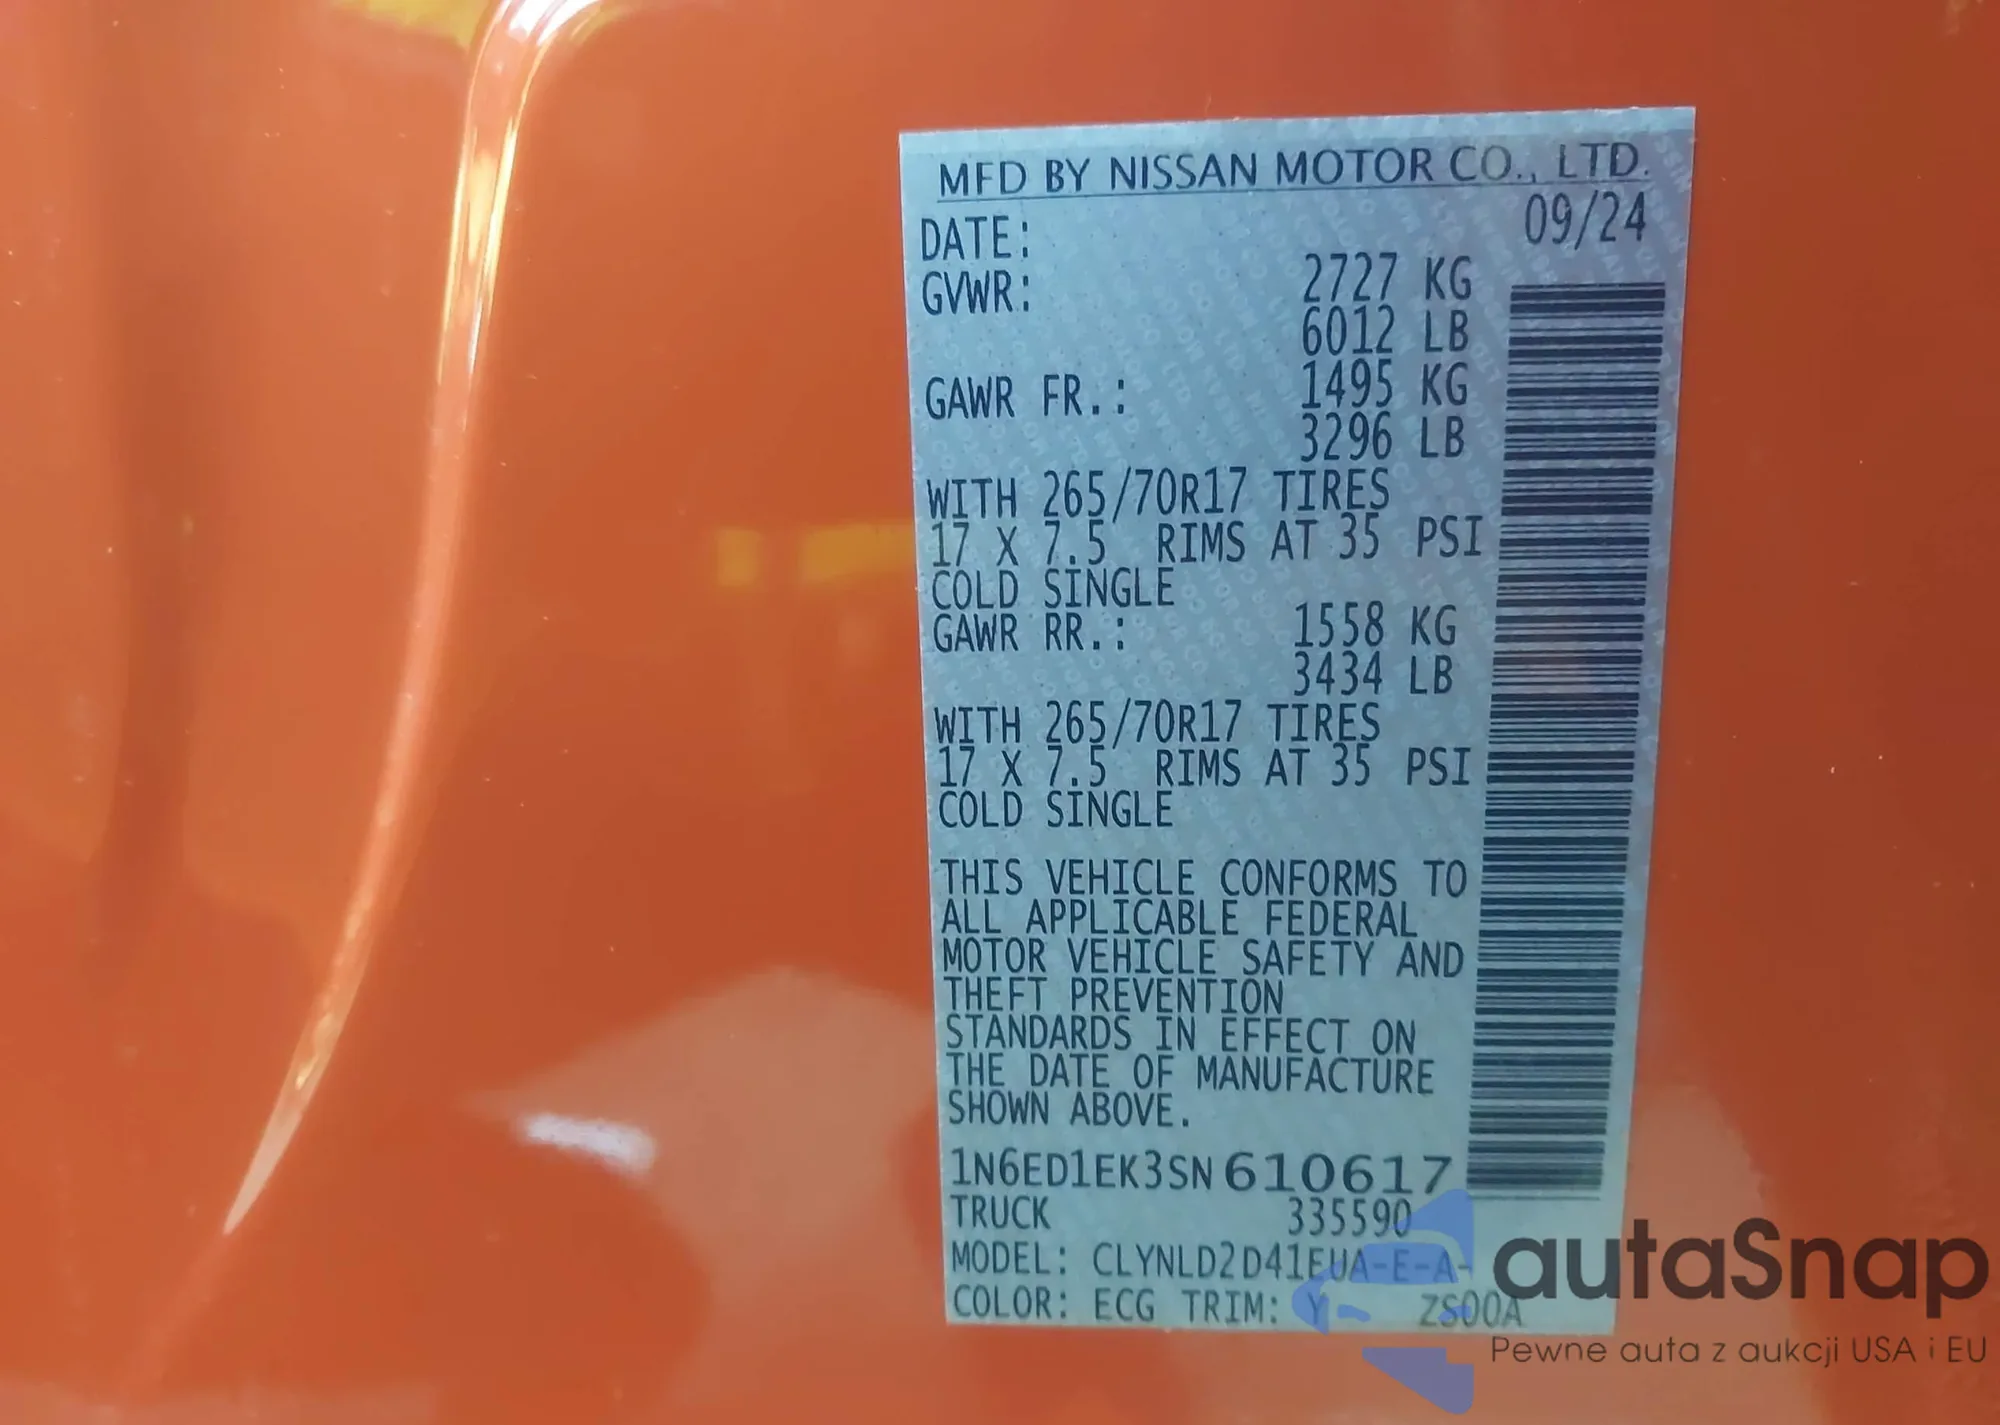 MFD BY NISSAN MOTOR CO., LTD.
DATE: 09/24
GVWR: 2727 KG
6012 LB
GAWR FR.: 1495 KG
3296 LB
WITH 265/70R17 TIRES
17 X 7.5 RIMS AT 35 PSI
COLD SINGLE
GAWR RR.: 1558 KG
3434 LB
WITH 265/70R17 TIRES
17 X 7.5 RIMS AT 35 PSI
COLD SINGLE
THIS VEHICLE CONFORMS TO
ALL APPLICABLE FEDERAL
MOTOR VEHICLE SAFETY AND
THEFT PREVENTION
STANDARDS IN EFFECT ON
THE DATE OF MANUFACTURE
SHOWN ABOVE.
1N6ED1EK3SN610617
TRUCK 335590
MODEL: CLYNLD2D41EUA-E-A-
COLOR: ECG TRIM: Y ZS00A
autaSnap
Pewne auta z aukcji USA i EU